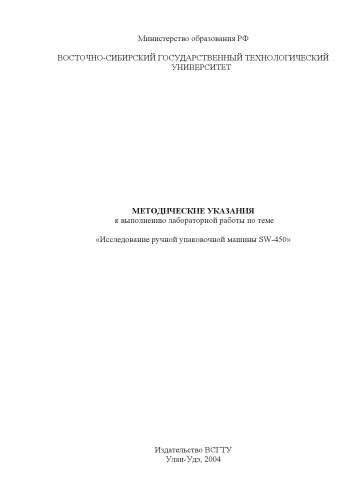 Министерство образования РФ
ВОСТОЧНО-СИБИРСКИЙ ГОСУДАРСТВЕННЫЙ ТЕХНОЛОГИЧЕСКИЙ
УНИВЕРСИТЕТ
МЕТОДИЧЕСКИЕ УКАЗАНИЯ
к выполнению лабораторной работы по теме
«Исследование ручной упаковочной машины SW-450»
Издательство ВСГТУ
Улан-Удэ, 2004